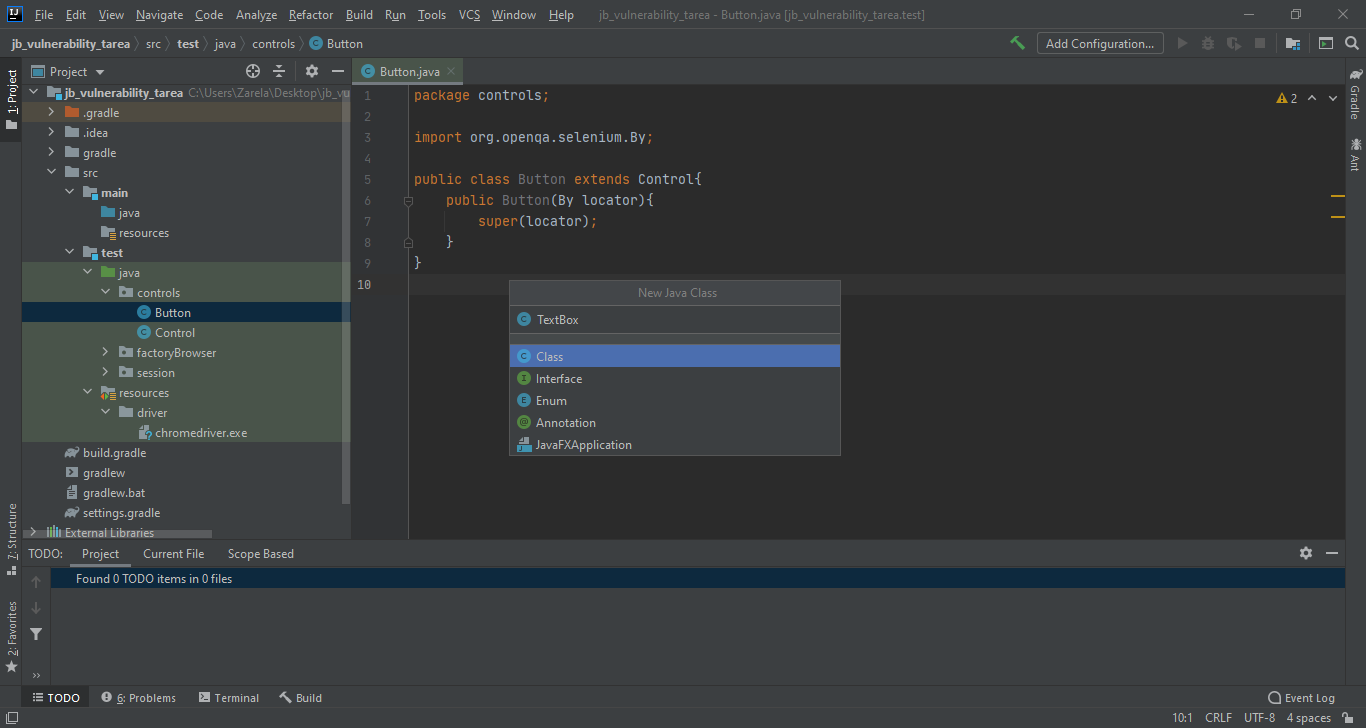 File Edit View Navigate Code Analyze Refactor Build Run Tools VCS Window Help jb_vulnerability_tarea - Button.java [jb_vulnerability_tarea.test]
jb_vulnerability_tarea src test java controls Button Add Configuration...
1: Project
Project
Button.java
jb_vulnerability_tarea C:\Users\Zarela\Desktop\jb_vu
.gradle
.idea
gradle
src
main
java
resources
test
java
controls
Button
Control
factoryBrowser
session
resources
driver
chromedriver.exe
build.gradle
gradlew
gradlew.bat
settings.gradle
External Libraries
1 package controls;
2
3 import org.openqa.selenium.By;
4
5 public class Button extends Control{
6 public Button(By locator){
7 super(locator);
8 }
9 }
10
2
New Java Class
TextBox
Class
Interface
Enum
Annotation
JavaFXApplication
Gradle
Ant
7: Structure
2: Favorites
TODO: Project Current File Scope Based
Found 0 TODO items in 0 files
TODO 6: Problems Terminal Build Event Log
10:1 CRLF UTF-8 4 spaces